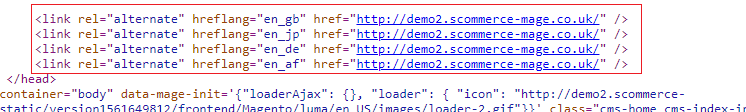 <link rel="alternate" hreflang="en_gb" href="http://demo2.scommerce-mage.co.uk/" />
<link rel="alternate" hreflang="en_jp" href="http://demo2.scommerce-mage.co.uk/" />
<link rel="alternate" hreflang="en_de" href="http://demo2.scommerce-mage.co.uk/" />
<link rel="alternate" hreflang="en_af" href="http://demo2.scommerce-mage.co.uk/" />
</head>
container="body" data-mage-init='{"loaderAjax": {}, "loader": { "icon": "http://demo2.scommerce-
static/version1561649812/frontend/Magento/luma/en_US/images/loader-2.gif"}}' class="cms-home cms-index-in